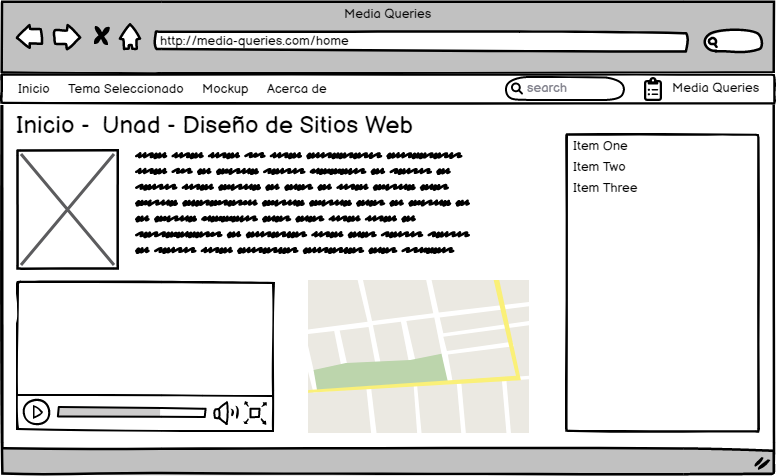 Media Queries
http://media-queries.com/home
Inicio Tema Seleccionado Mockup Acerca de search Media Queries
Inicio - Unad - Diseño de Sitios Web
Item One
Item Two
Item Three